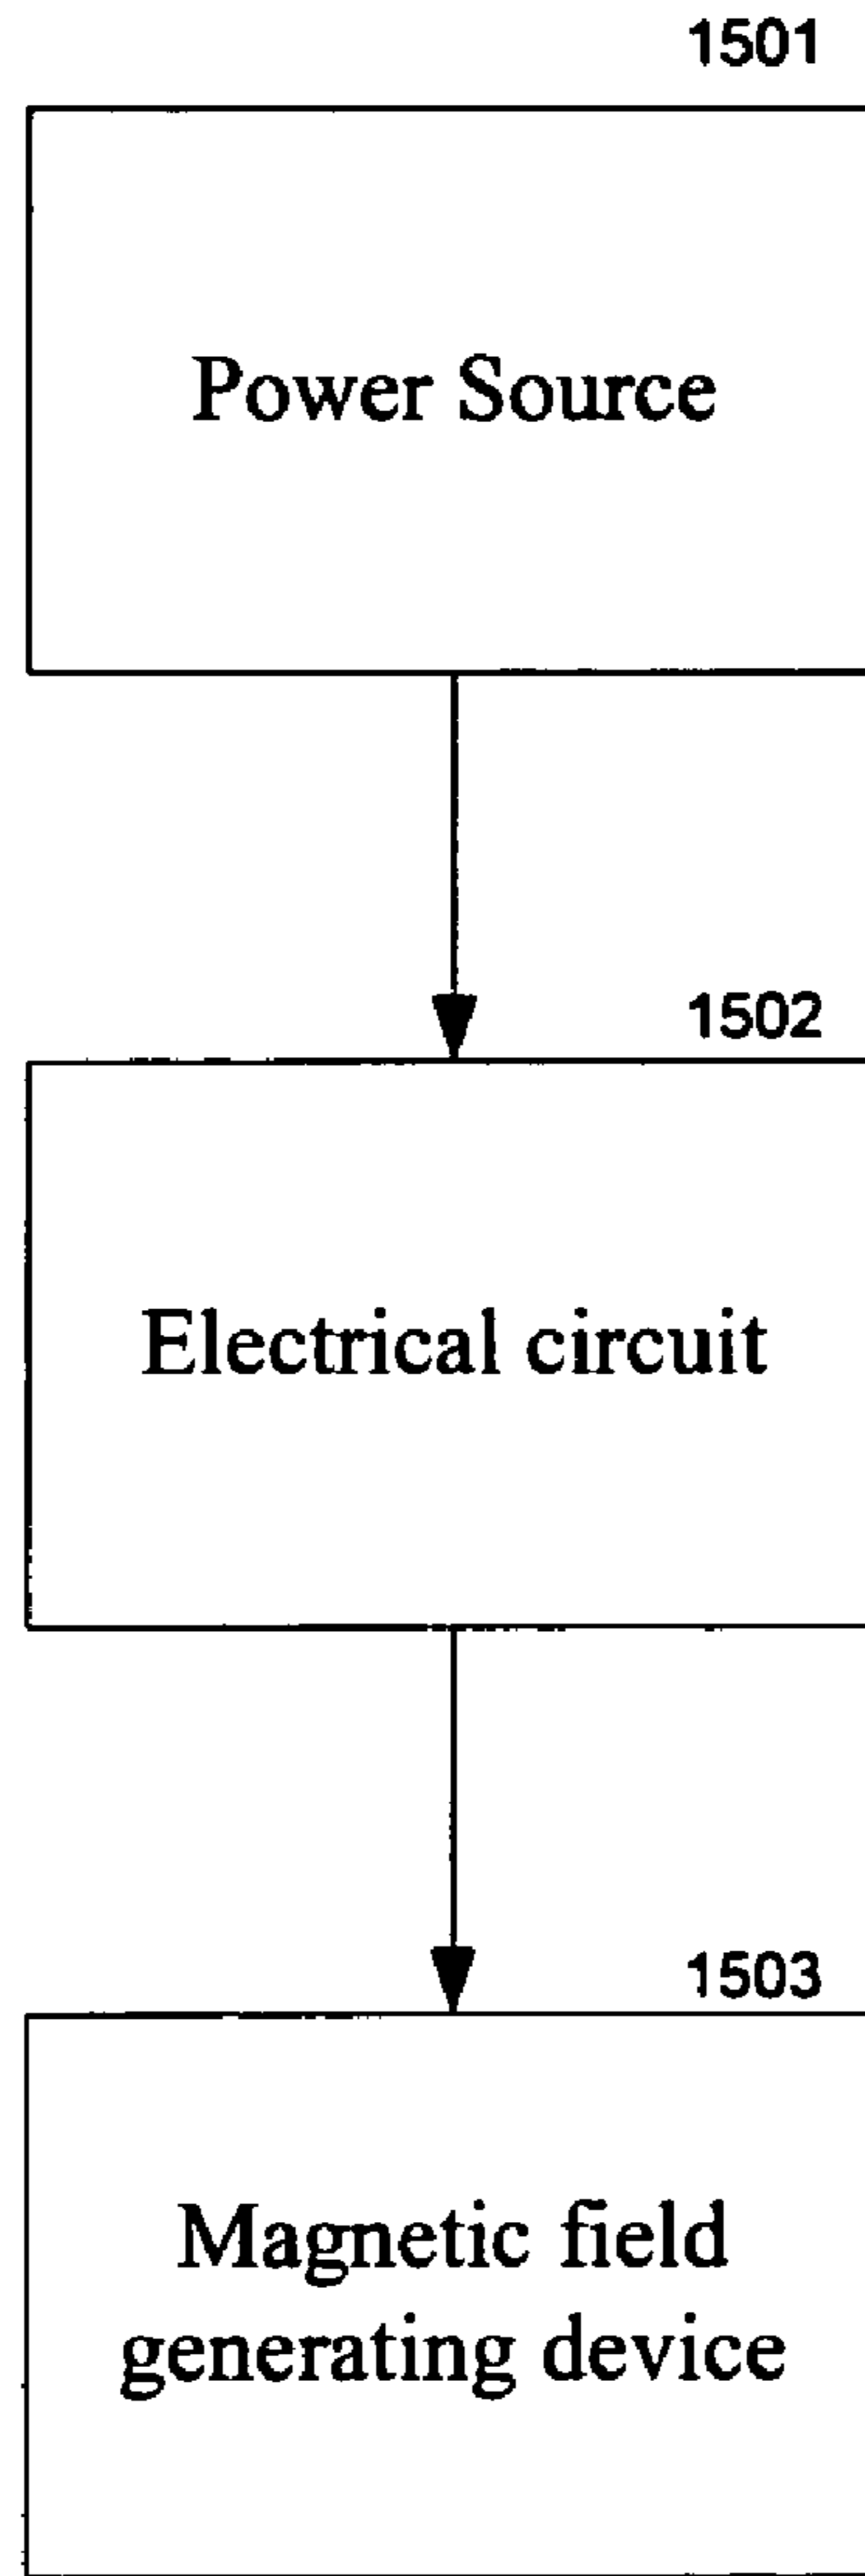 1501
Power Source
1502
Electrical circuit
1503
Magnetic field
generating device